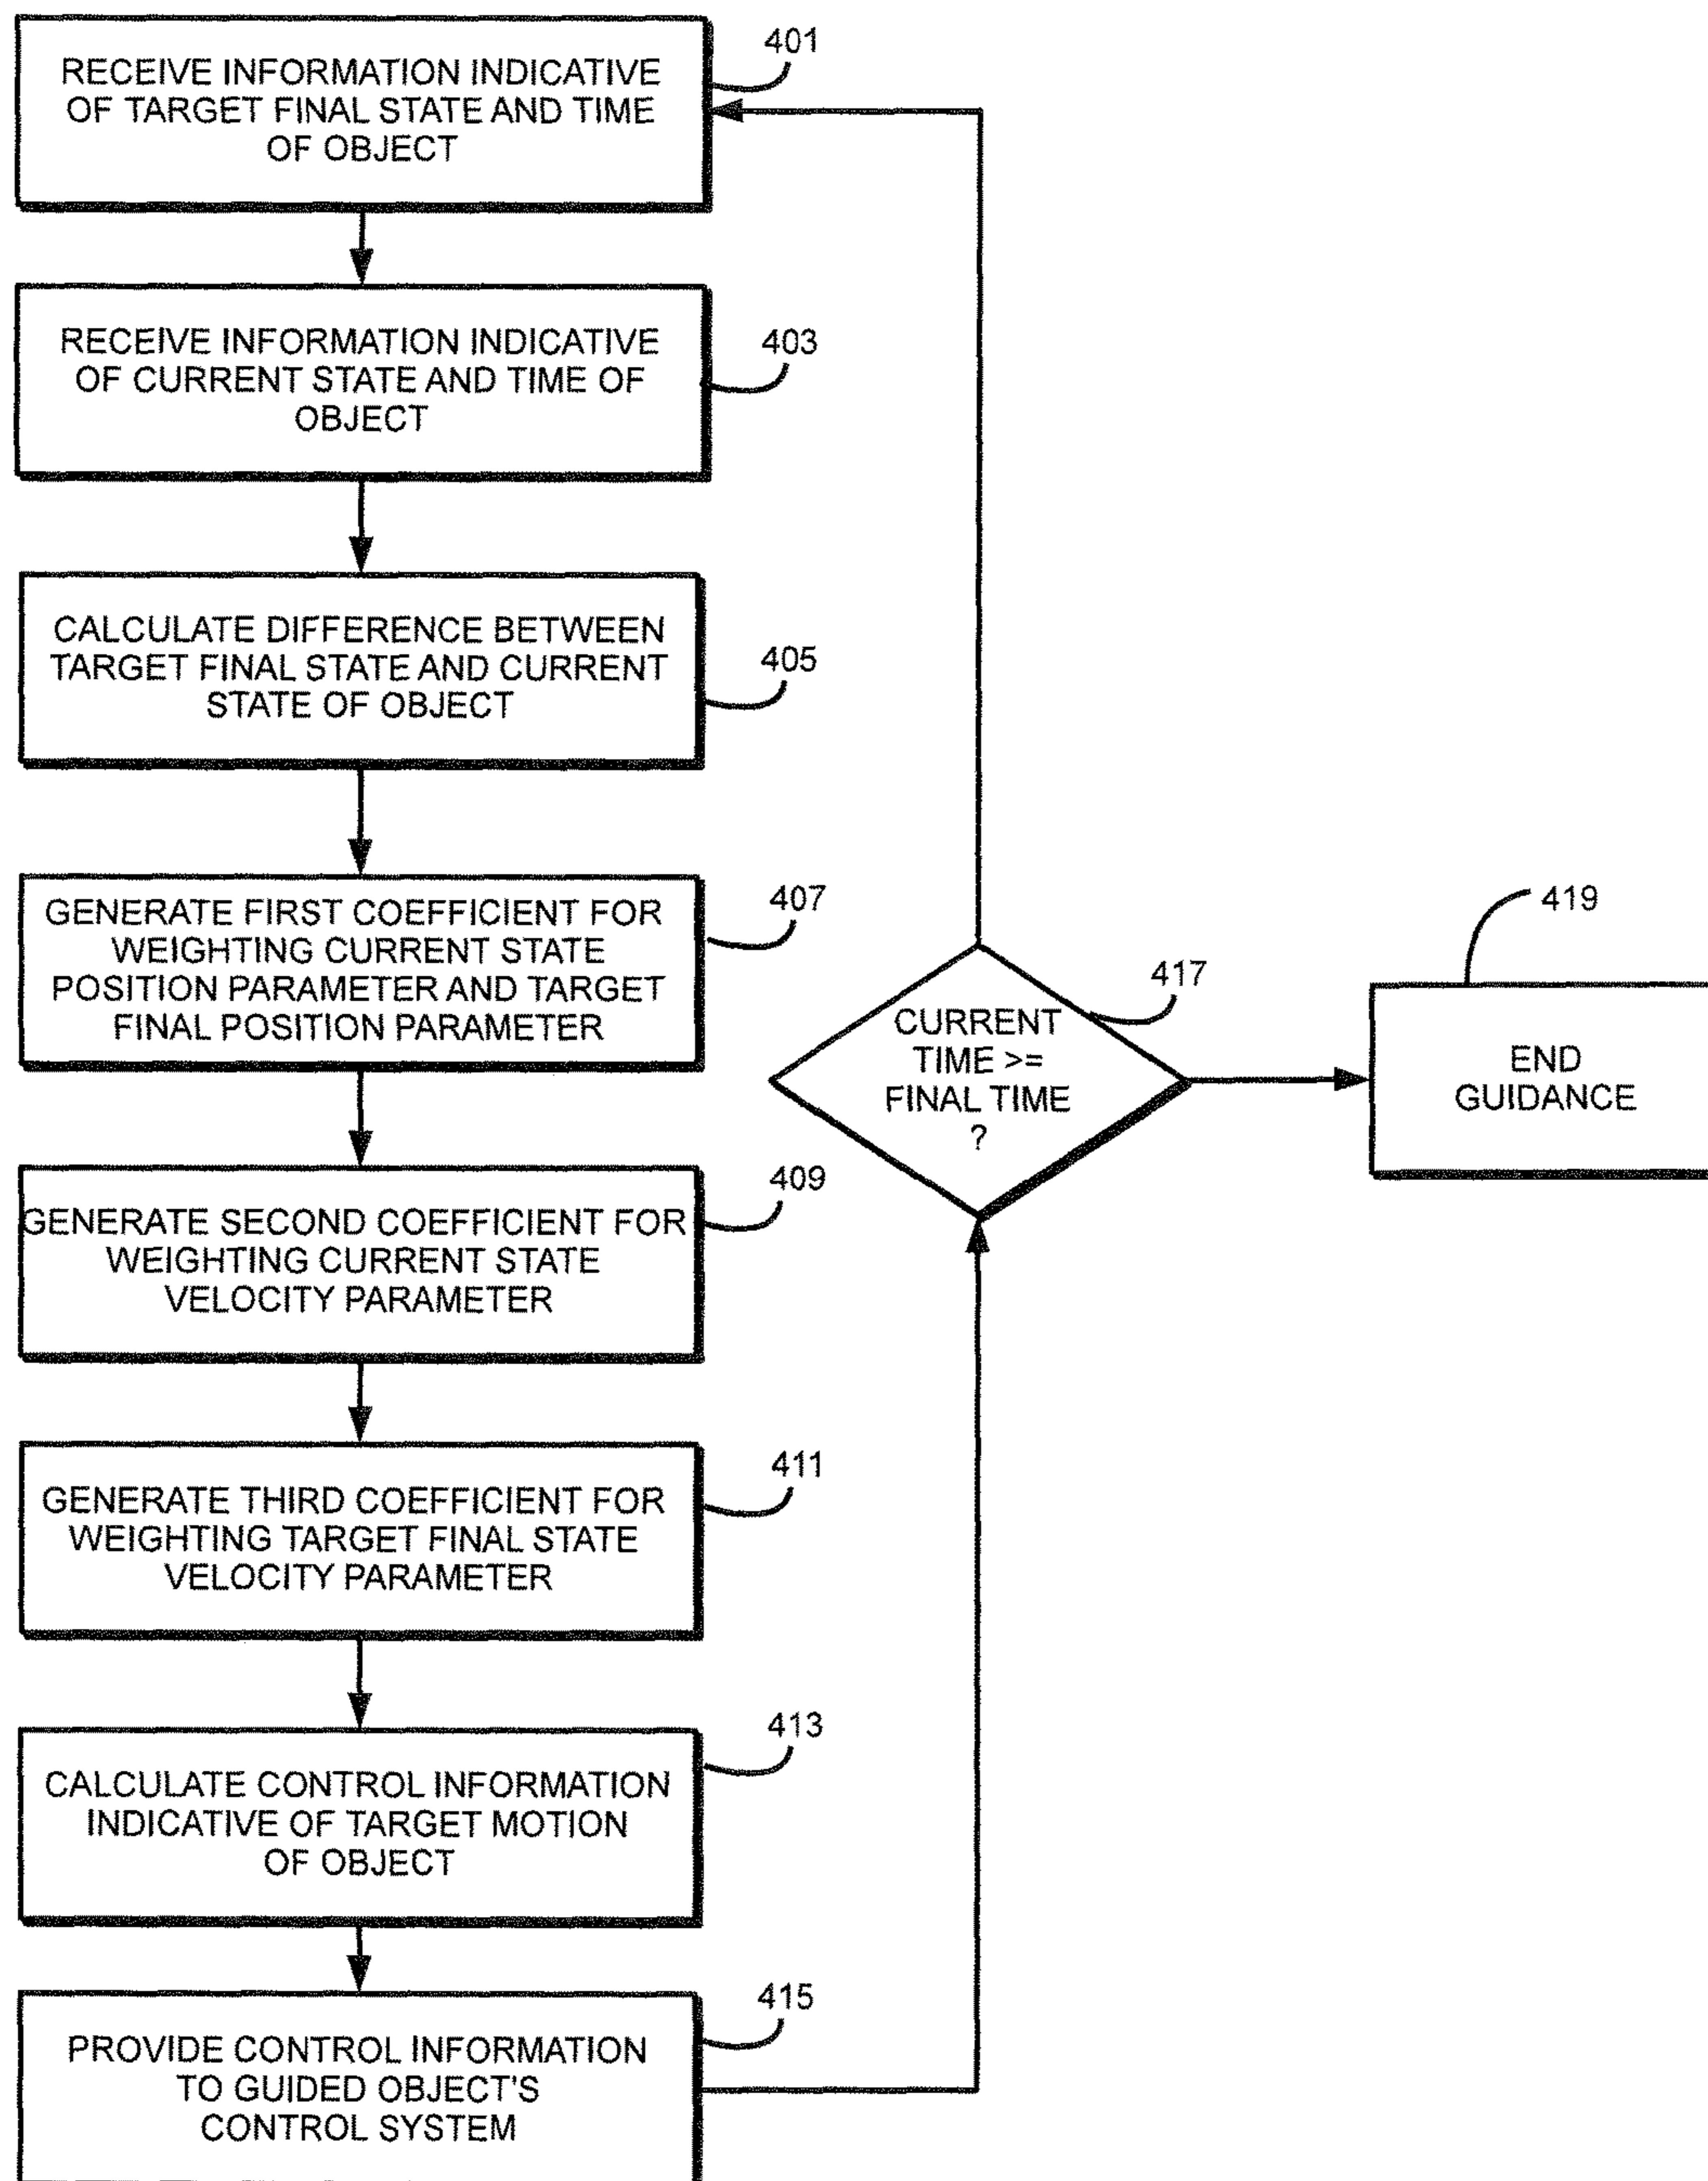 401
RECEIVE INFORMATION INDICATIVE
OF TARGET FINAL STATE AND TIME
OF OBJECT
403
RECEIVE INFORMATION INDICATIVE
OF CURRENT STATE AND TIME OF
OBJECT
405
CALCULATE DIFFERENCE BETWEEN
TARGET FINAL STATE AND CURRENT
STATE OF OBJECT
407
GENERATE FIRST COEFFICIENT FOR
WEIGHTING CURRENT STATE
POSITION PARAMETER AND TARGET
FINAL POSITION PARAMETER
409
GENERATE SECOND COEFFICIENT FOR
WEIGHTING CURRENT STATE
VELOCITY PARAMETER
411
GENERATE THIRD COEFFICIENT FOR
WEIGHTING TARGET FINAL STATE
VELOCITY PARAMETER
413
CALCULATE CONTROL INFORMATION
INDICATIVE OF TARGET MOTION
OF OBJECT
415
PROVIDE CONTROL INFORMATION
TO GUIDED OBJECT'S
CONTROL SYSTEM
417
CURRENT
TIME >=
FINAL TIME
?
419
END
GUIDANCE